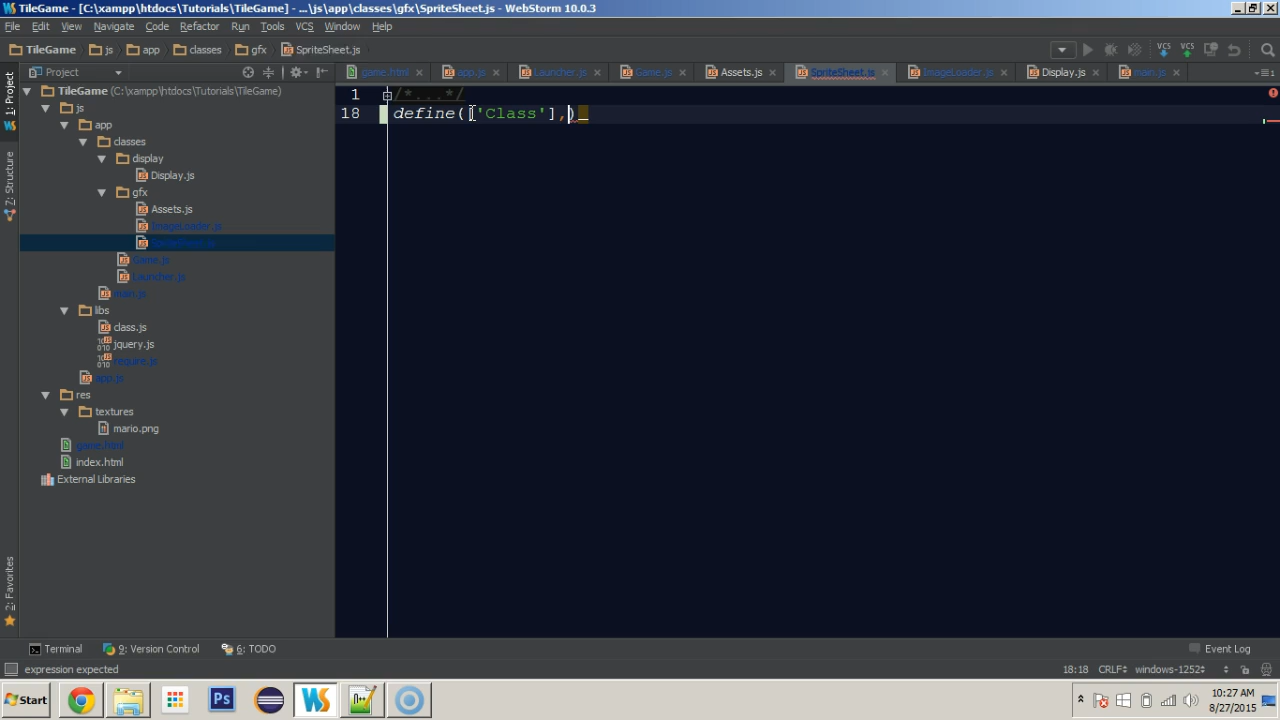 TileGame - [C:\xampp\htdocs\Tutorials\TileGame] - ...\js\app\classes\gfx\SpriteSheet.js - WebStorm 10.0.3
File Edit View Navigate Code Refactor Run Tools VCS Window Help
TileGame js app classes gfx SpriteSheet.js
VCS VCS
Project game.html app.js Launcher.js Game.js Assets.js SpriteSheet.js ImageLoader.js Display.js main.js
1: Project
7: Structure
2: Favorites
TileGame (C:\xampp\htdocs\Tutorials\TileGame)
js
app
classes
display
Display.js
gfx
Assets.js
ImageLoader.js
SpriteSheet.js
Game.js
Launcher.js
main.js
libs
class.js
jquery.js
require.js
app.js
res
textures
mario.png
game.html
index.html
External Libraries
1 /*...*/
18 define(['Class'],)
Terminal 9: Version Control 6: TODO Event Log
expression expected 18:18 CRLF windows-1252
Start Ps WS n++ 10:27 AM
8/27/2015